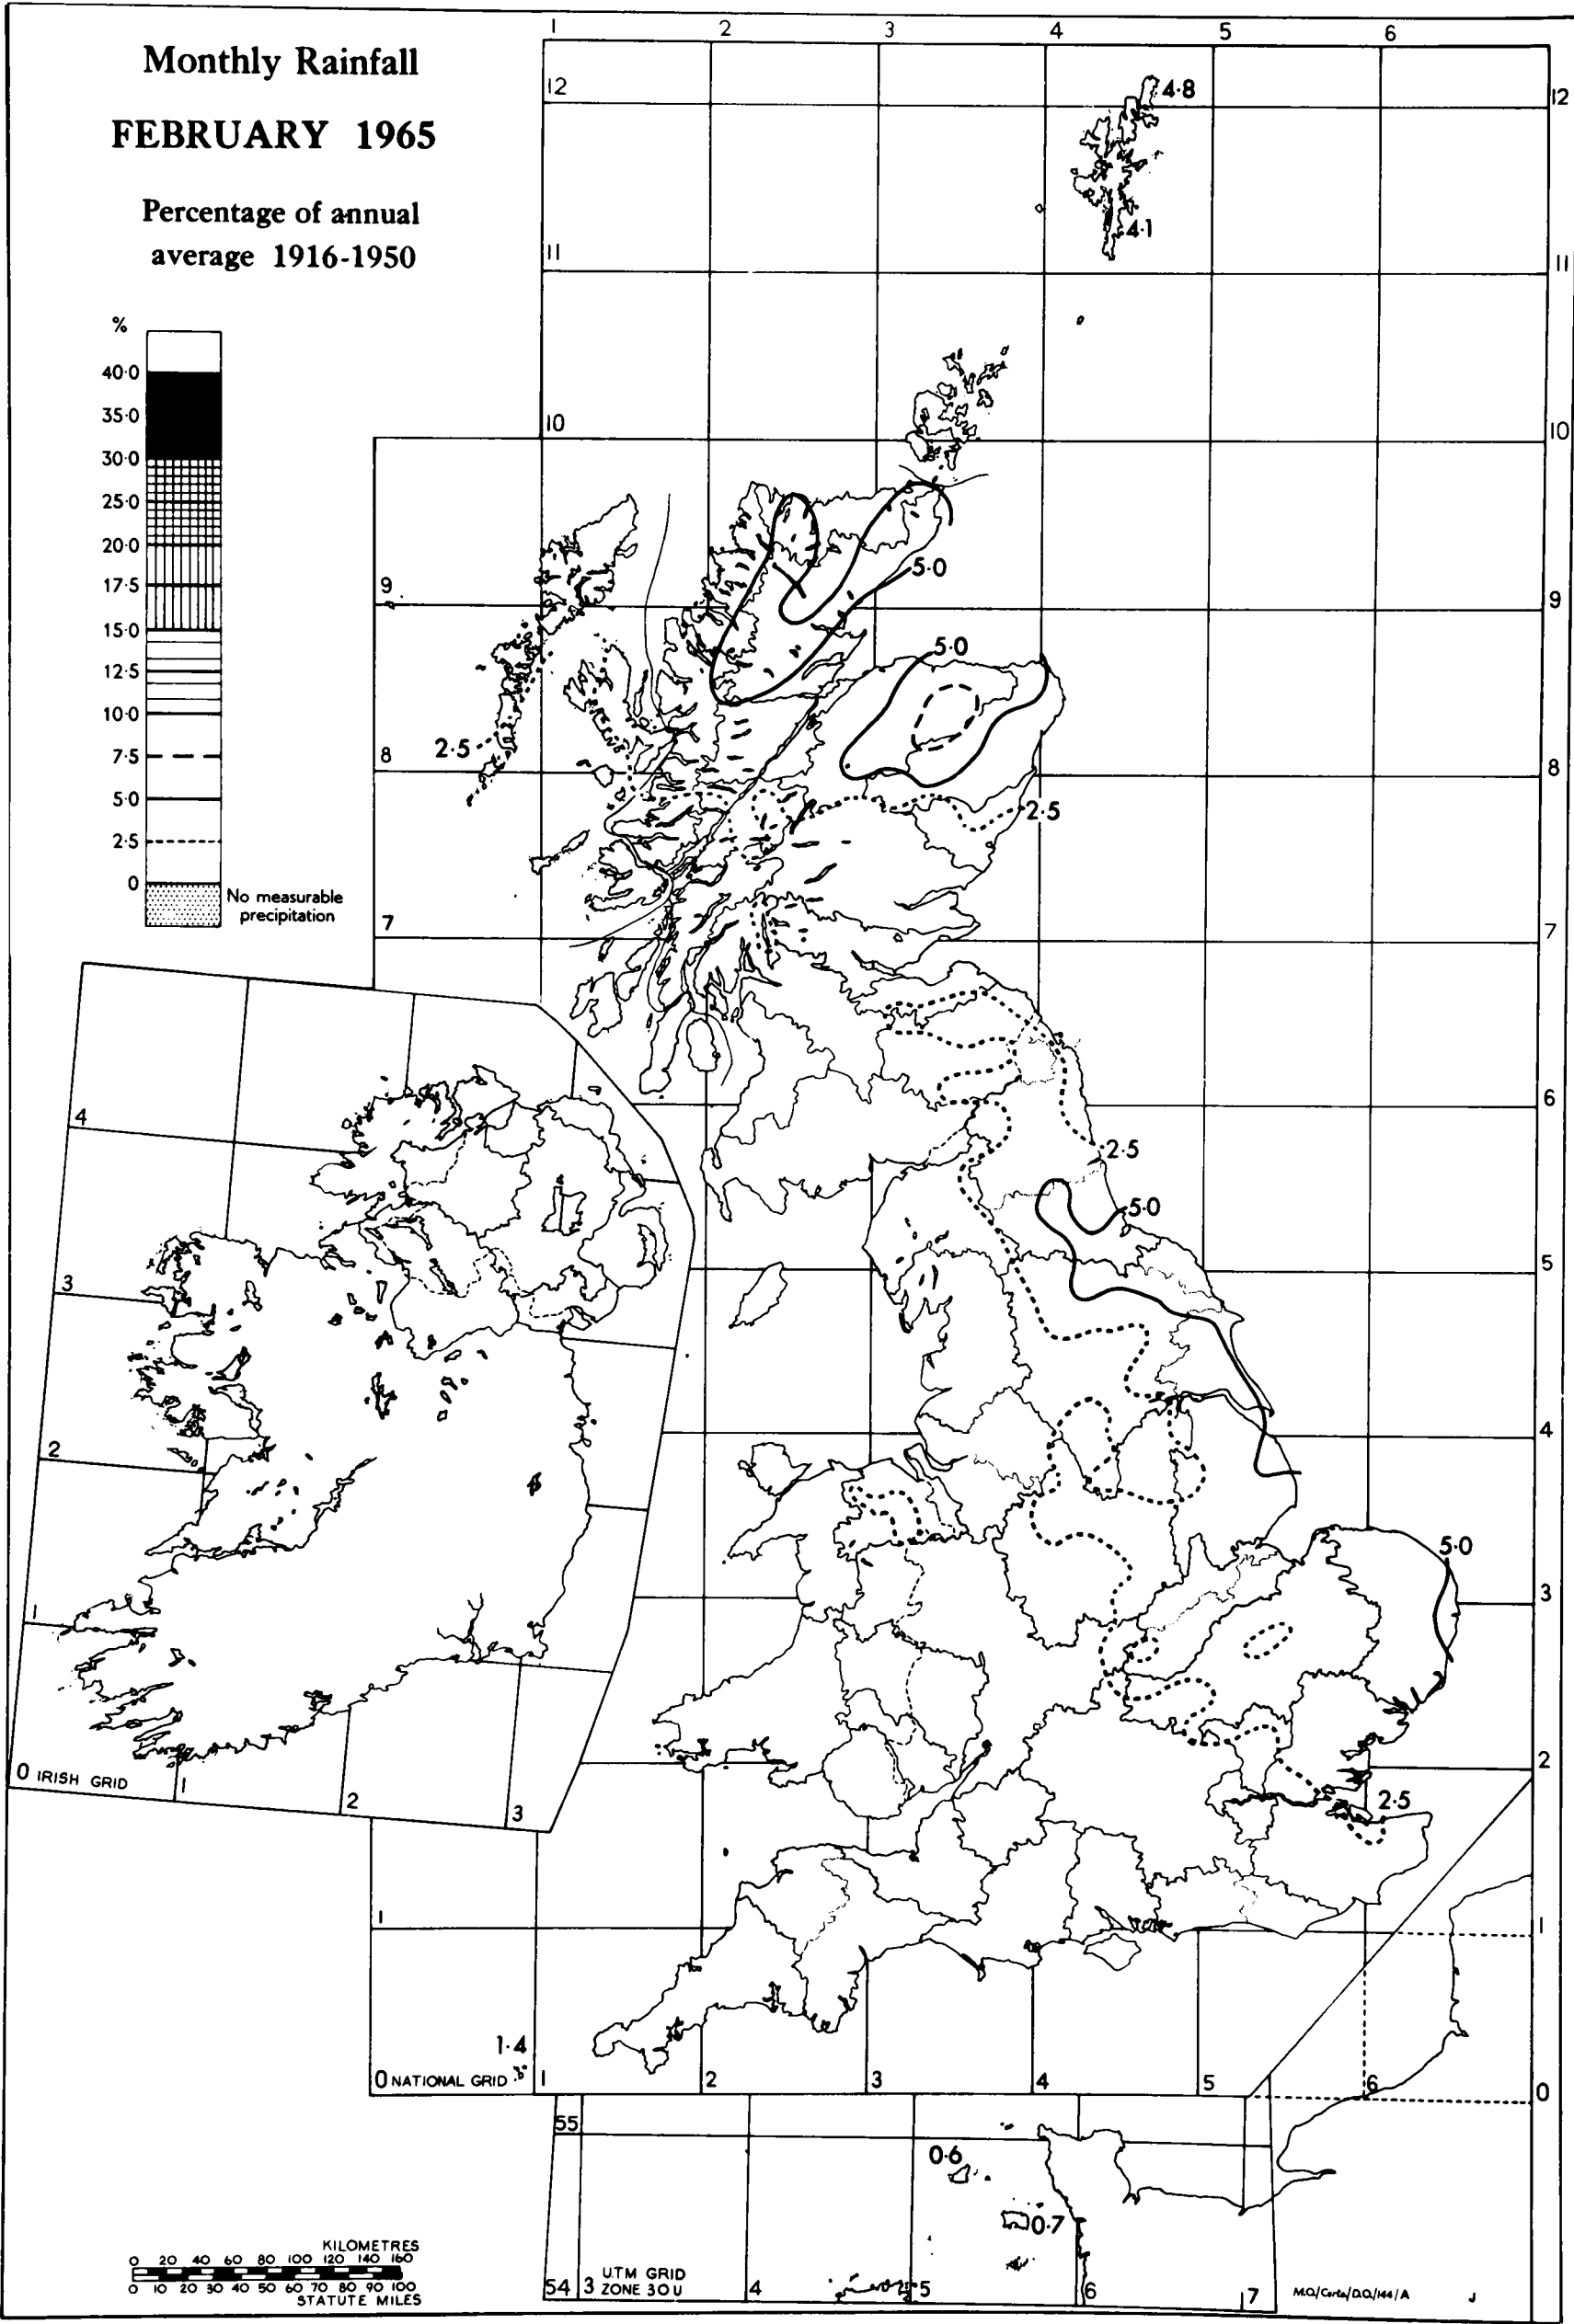 Monthly Rainfall
FEBRUARY 1965
Percentage of annual
average 1916-1950
%
40·0
35·0
30·0
25·0
20·0
17·5
15·0
12·5
10·0
7·5
5·0
2·5
0
No measurable
precipitation
1 2 3 4 5 6
12 12
4·8
4·1
11 11
10 10
9 9
5·0
5·0
2·5
8 8
2·5
7 7
6
2·5
5·0
5
4
5·0
3
2
2·5
1 1
4
3
2
1
0 IRISH GRID 1 2 3
1·4
0 NATIONAL GRID 1 2 3 4 5 6 0
55
0·6
0·7
54 3 U.T.M GRID
ZONE 30 U 4 5 6 7
KILOMETRES
0 20 40 60 80 100 120 140 160
0 10 20 30 40 50 60 70 80 90 100
STATUTE MILES
M.O./Carto/D.O./144/A J